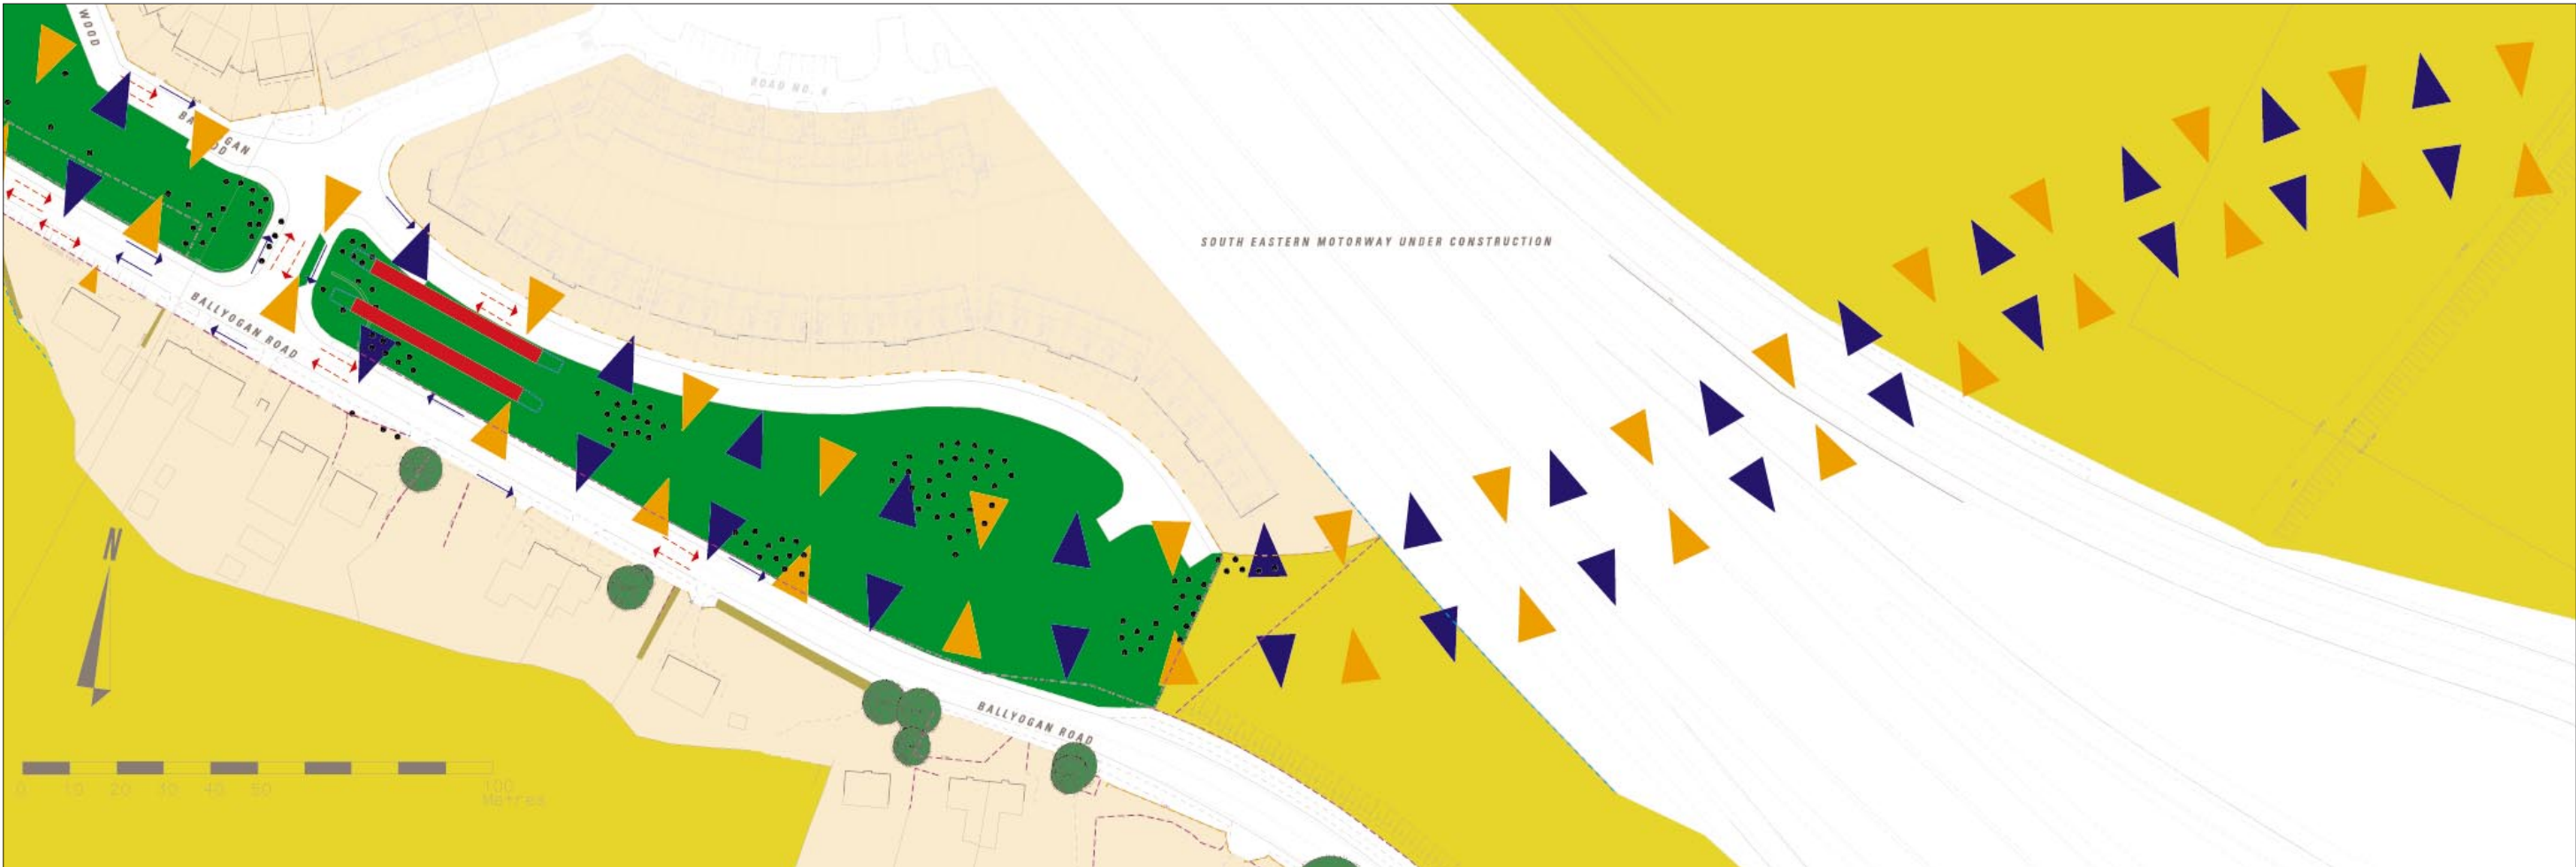 WOOD
ROAD NO. 4
SOUTH EASTERN MOTORWAY UNDER CONSTRUCTION
BALLYOGAN ROAD
N
BALLYOGAN ROAD
0 10 20 30 40 50 100
Metres